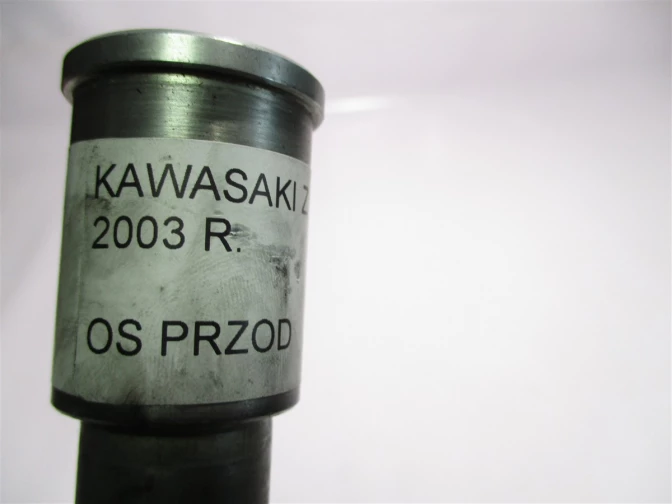 KAWASAKI Z
2003 R.
OS PRZOD